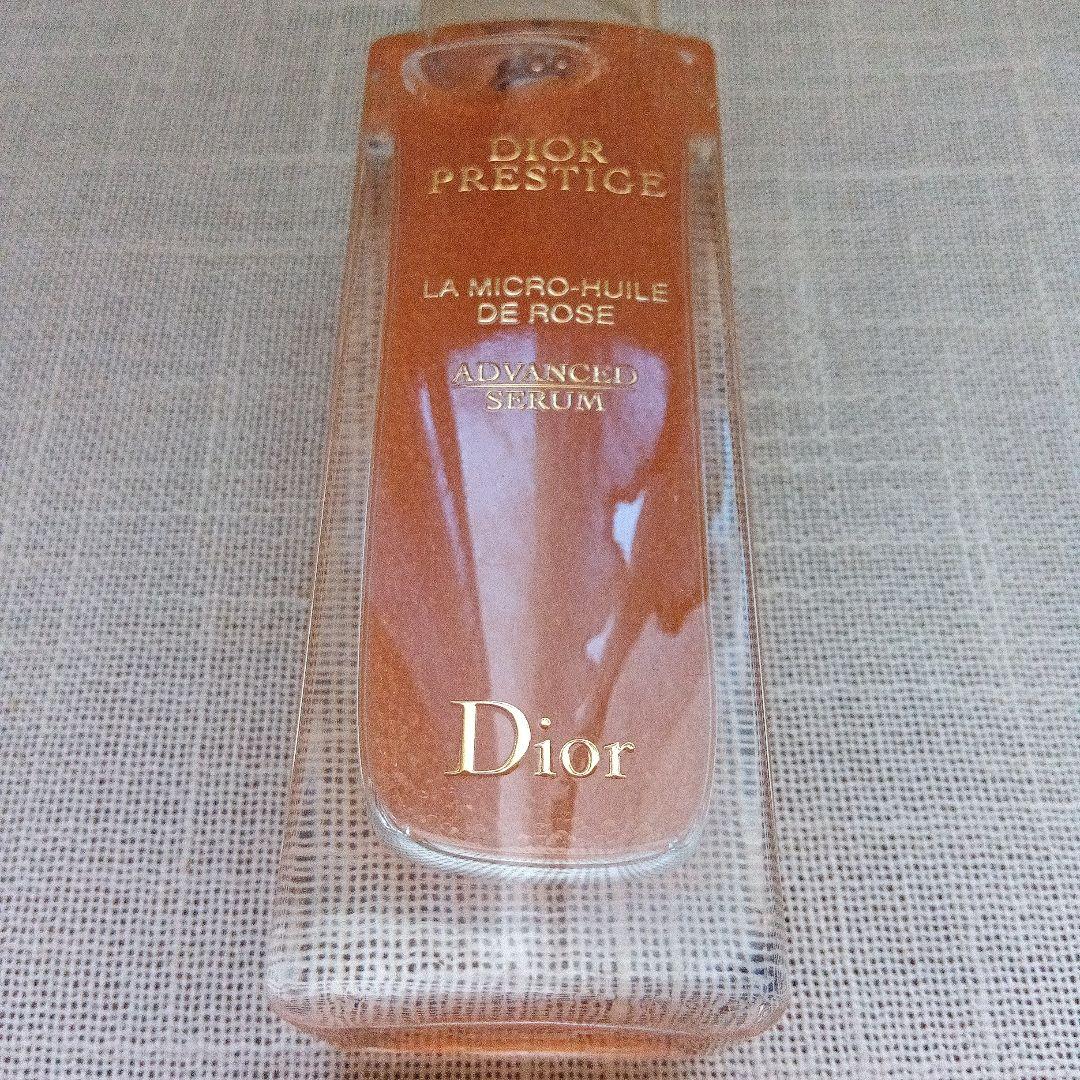 DIOR
PRESTIGE
LA MICRO-HUILE
DE ROSE
ADVANCED
SERUM
Dior